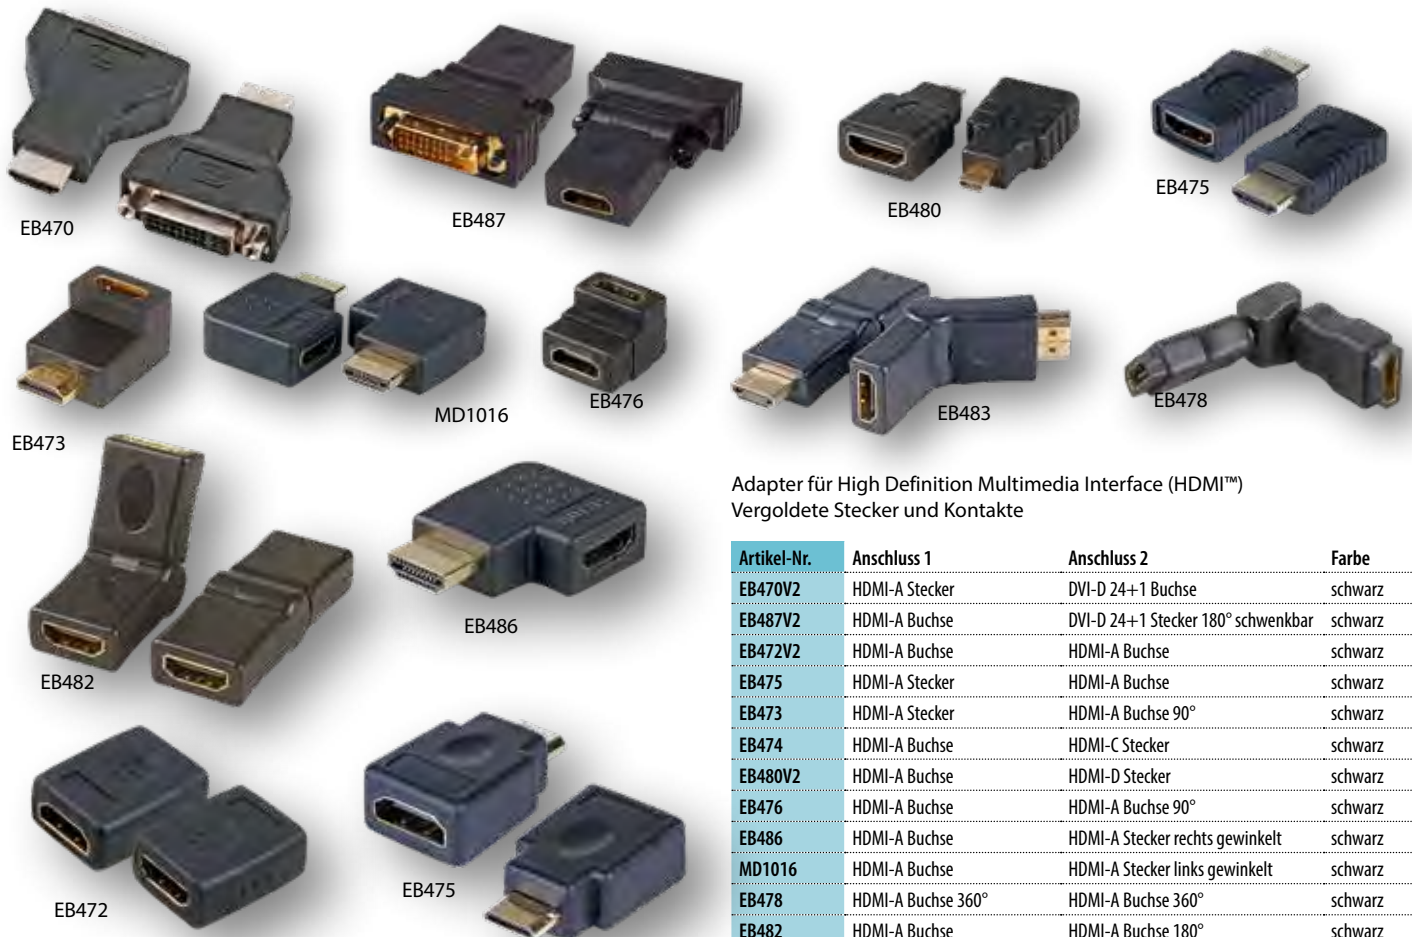 EB470
EB487
EB480
EB475
EB473
MD1016
EB476
EB483
EB478
EB482
EB486
EB472
EB475
Adapter für High Definition Multimedia Interface (HDMI™)
Vergoldete Stecker und Kontakte
Artikel-Nr. Anschluss 1 Anschluss 2 Farbe
EB470V2 HDMI-A Stecker DVI-D 24+1 Buchse schwarz
EB487V2 HDMI-A Buchse DVI-D 24+1 Stecker 180° schwenkbar schwarz
EB472V2 HDMI-A Buchse HDMI-A Buchse schwarz
EB475 HDMI-A Stecker HDMI-A Buchse schwarz
EB473 HDMI-A Stecker HDMI-A Buchse 90° schwarz
EB474 HDMI-A Buchse HDMI-C Stecker schwarz
EB480V2 HDMI-A Buchse HDMI-D Stecker schwarz
EB476 HDMI-A Buchse HDMI-A Buchse 90° schwarz
EB486 HDMI-A Buchse HDMI-A Stecker rechts gewinkelt schwarz
MD1016 HDMI-A Buchse HDMI-A Stecker links gewinkelt schwarz
EB478 HDMI-A Buchse 360° HDMI-A Buchse 360° schwarz
EB482 HDMI-A Buchse HDMI-A Buchse 180° schwarz